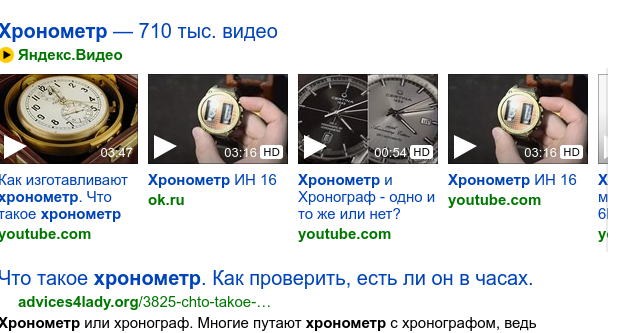 Хронометр — 710 тыс. видео
Яндекс.Видео
03:47
03:16 HD
00:54 HD
03:16 HD
Как изготавливают
хронометр. Что
такое хронометр
youtube.com
Хронометр ИН 16
ok.ru
Хронометр и
Хронограф - одно и
то же или нет?
youtube.com
Хронометр ИН 16
youtube.com
Что такое хронометр. Как проверить, есть ли он в часах.
advices4lady.org/3825-chto-takoe-…
Хронометр или хронограф. Многие путают хронометр с хронографом, ведь